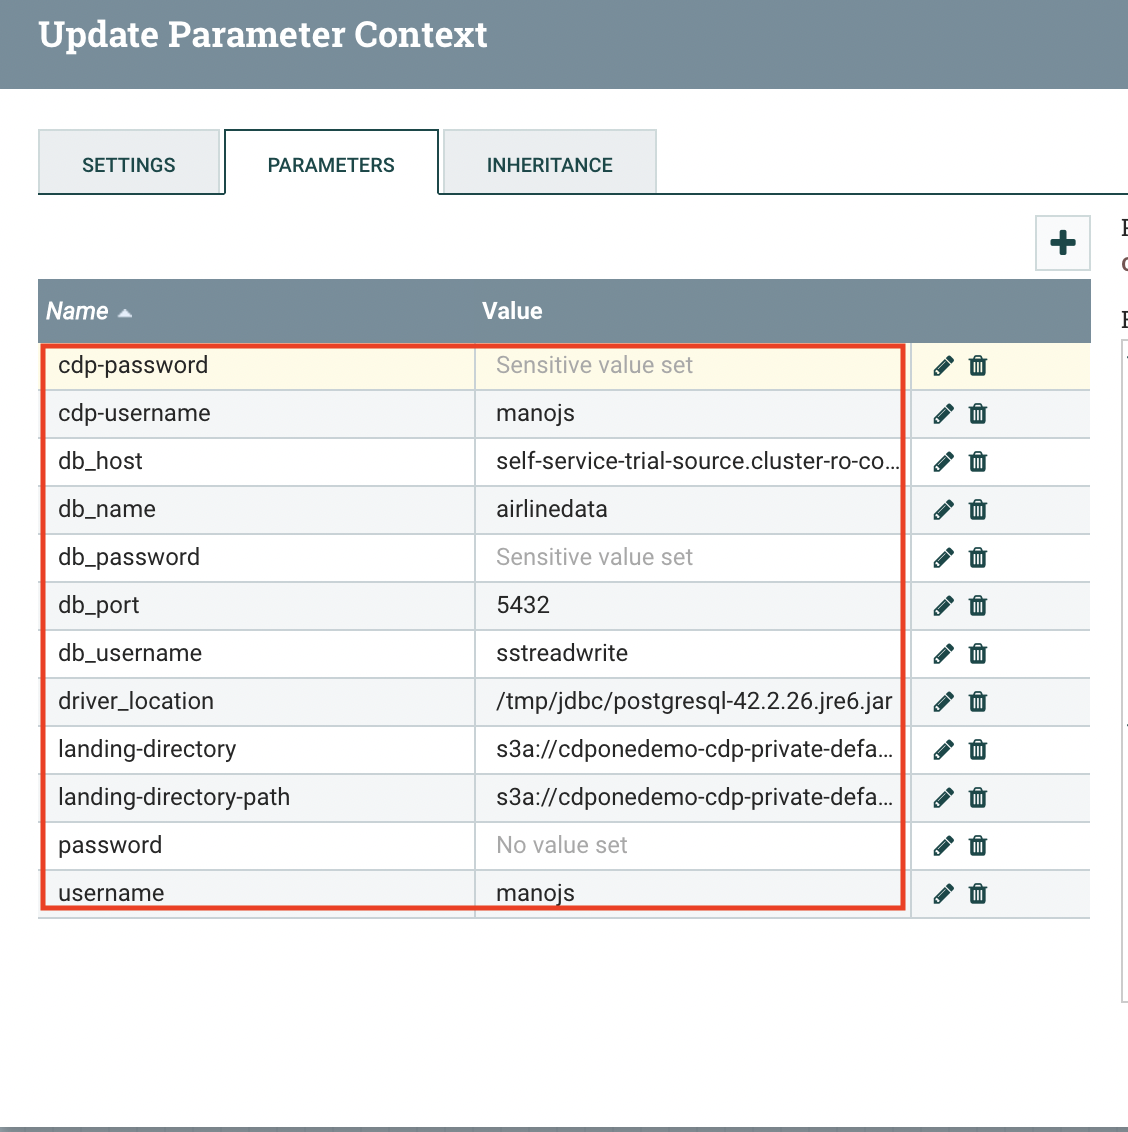 Update Parameter Context
SETTINGS PARAMETERS INHERITANCE
Name Value
cdp-password Sensitive value set
cdp-username manojs
db_host self-service-trial-source.cluster-ro-co...
db_name airlinedata
db_password Sensitive value set
db_port 5432
db_username sstreadwrite
driver_location /tmp/jdbc/postgresql-42.2.26.jre6.jar
landing-directory s3a://cdponedemo-cdp-private-defa...
landing-directory-path s3a://cdponedemo-cdp-private-defa...
password No value set
username manojs